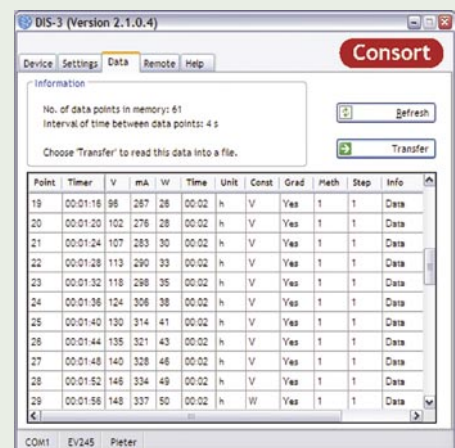 DIS-3 (Version 2.1.0.4)
Consort
Device Settings Data Remote Help
Information
No. of data points in memory: 61
Interval of time between data points: 4 s
Choose 'Transfer' to read this data into a file.
Refresh
Transfer
Point Timer V mA W Time Unit Const Grad Meth Step Info
19 00:01:16 96 267 26 00:02 h V Yes 1 1 Data
20 00:01:20 102 276 28 00:02 h V Yes 1 1 Data
21 00:01:24 107 283 30 00:02 h V Yes 1 1 Data
22 00:01:28 113 290 33 00:02 h V Yes 1 1 Data
23 00:01:32 118 298 35 00:02 h V Yes 1 1 Data
24 00:01:36 124 306 38 00:02 h V Yes 1 1 Data
25 00:01:40 130 314 41 00:02 h V Yes 1 1 Data
26 00:01:44 135 321 43 00:02 h V Yes 1 1 Data
27 00:01:48 140 328 46 00:02 h V Yes 1 1 Data
28 00:01:52 146 334 49 00:02 h V Yes 1 1 Data
29 00:01:56 148 337 50 00:02 h W Yes 1 1 Data
COM1 EV245 Pieter